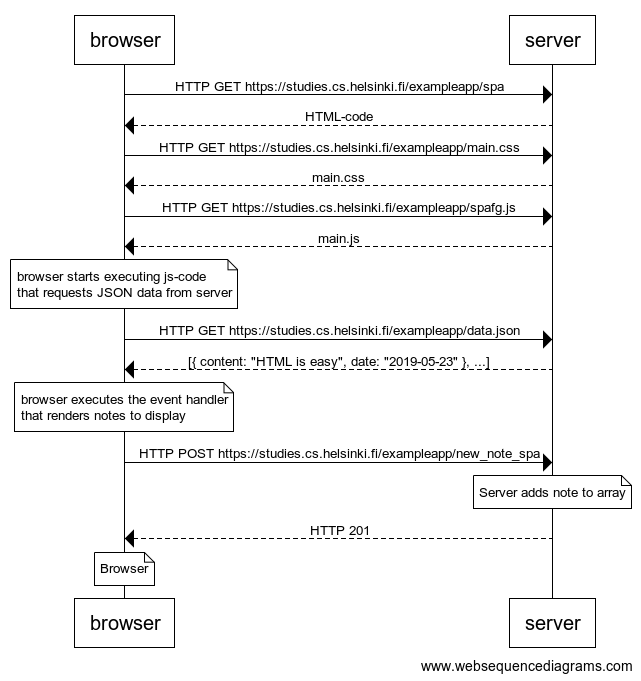 browser server
HTTP GET https://studies.cs.helsinki.fi/exampleapp/spa
HTML-code
HTTP GET https://studies.cs.helsinki.fi/exampleapp/main.css
main.css
HTTP GET https://studies.cs.helsinki.fi/exampleapp/spafg.js
main.js
browser starts executing js-code
that requests JSON data from server
HTTP GET https://studies.cs.helsinki.fi/exampleapp/data.json
[{ content: "HTML is easy", date: "2019-05-23" }, ...]
browser executes the event handler
that renders notes to display
HTTP POST https://studies.cs.helsinki.fi/exampleapp/new_note_spa
Server adds note to array
HTTP 201
Browser
browser server
www.websequencediagrams.com